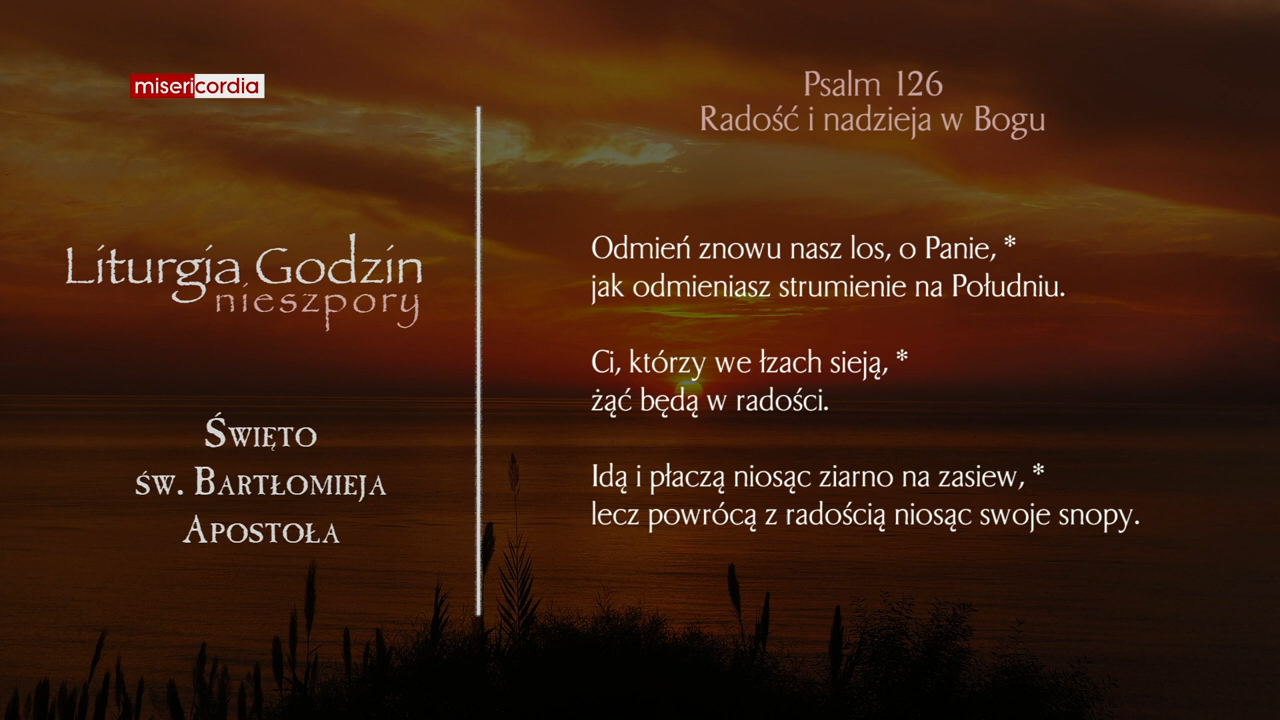 misericordia
Liturgia Godzin
nieszpory
Święto
św. Bartłomieja
Apostoła
Psalm 126
Radość i nadzieja w Bogu
Odmień znowu nasz los, o Panie, *
jak odmieniasz strumienie na Południu.
Ci, którzy we łzach sieją, *
żąć będą w radości.
Idą i płaczą niosąc ziarno na zasiew, *
lecz powrócą z radością niosąc swoje snopy.